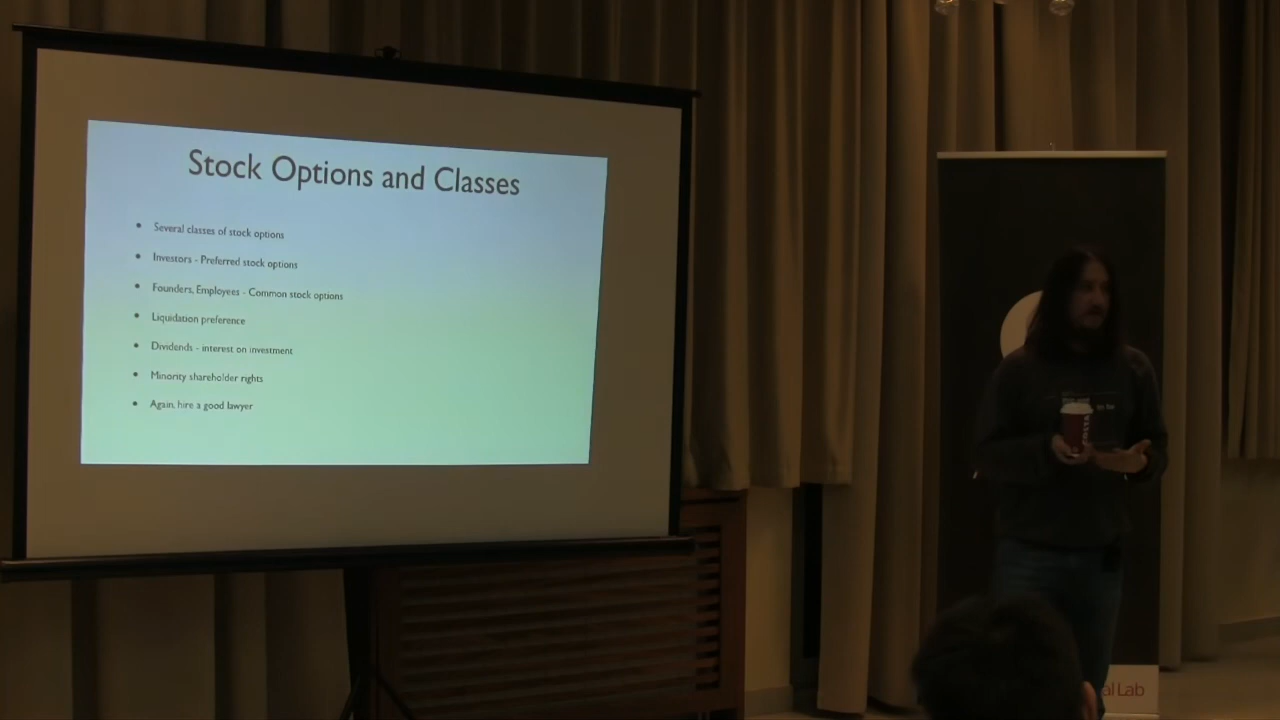 Stock Options and Classes
• Several classes of stock options
• Investors - Preferred stock options
• Founders, Employees - Common stock options
• Liquidation preference
• Dividends - interest on investment
• Minority shareholder rights
• Again, hire a good lawyer
COSTA
al Lab